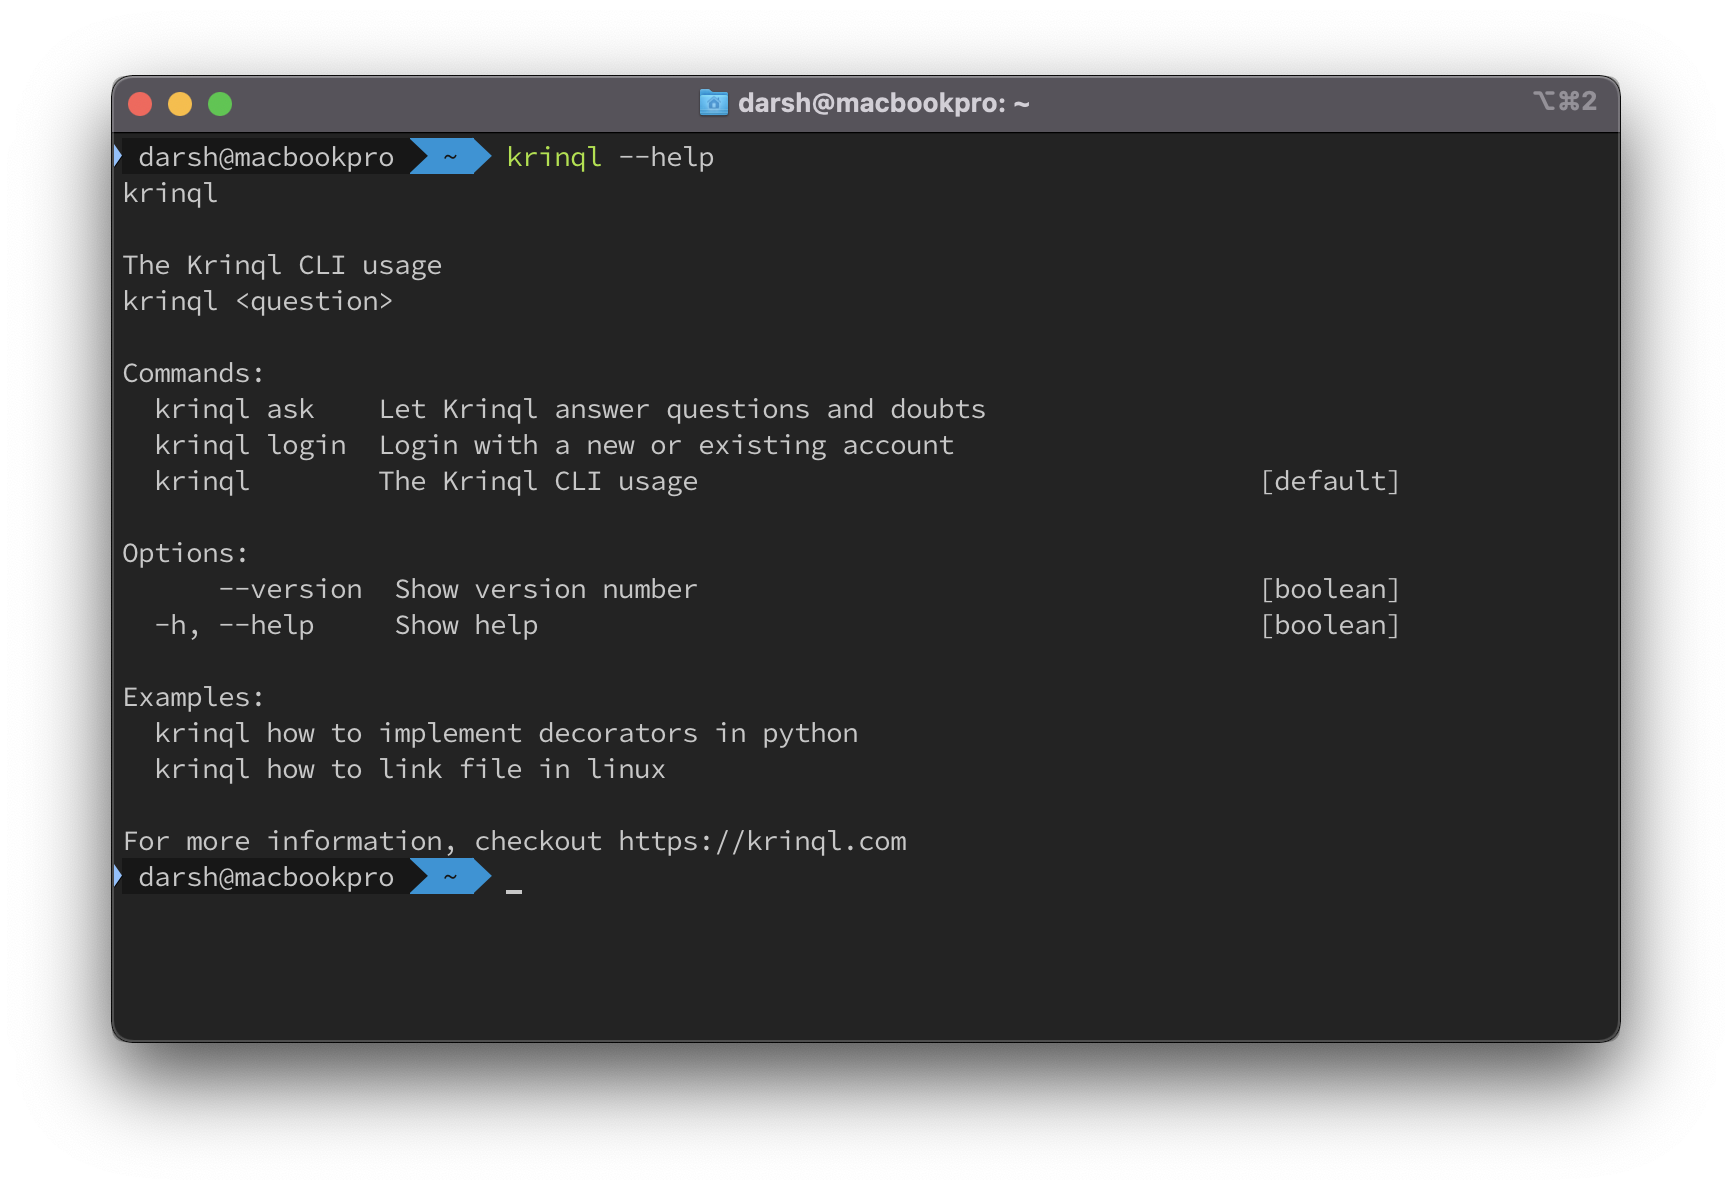 darsh@macbookpro: ~
⌥⌘2
darsh@macbookpro ~ krinql --help
krinql

The Krinql CLI usage
krinql <question>

Commands:
  krinql ask    Let Krinql answer questions and doubts
  krinql login  Login with a new or existing account
  krinql        The Krinql CLI usage                                   [default]

Options:
      --version  Show version number                                   [boolean]
  -h, --help     Show help                                             [boolean]

Examples:
  krinql how to implement decorators in python
  krinql how to link file in linux

For more information, checkout https://krinql.com
darsh@macbookpro ~ _